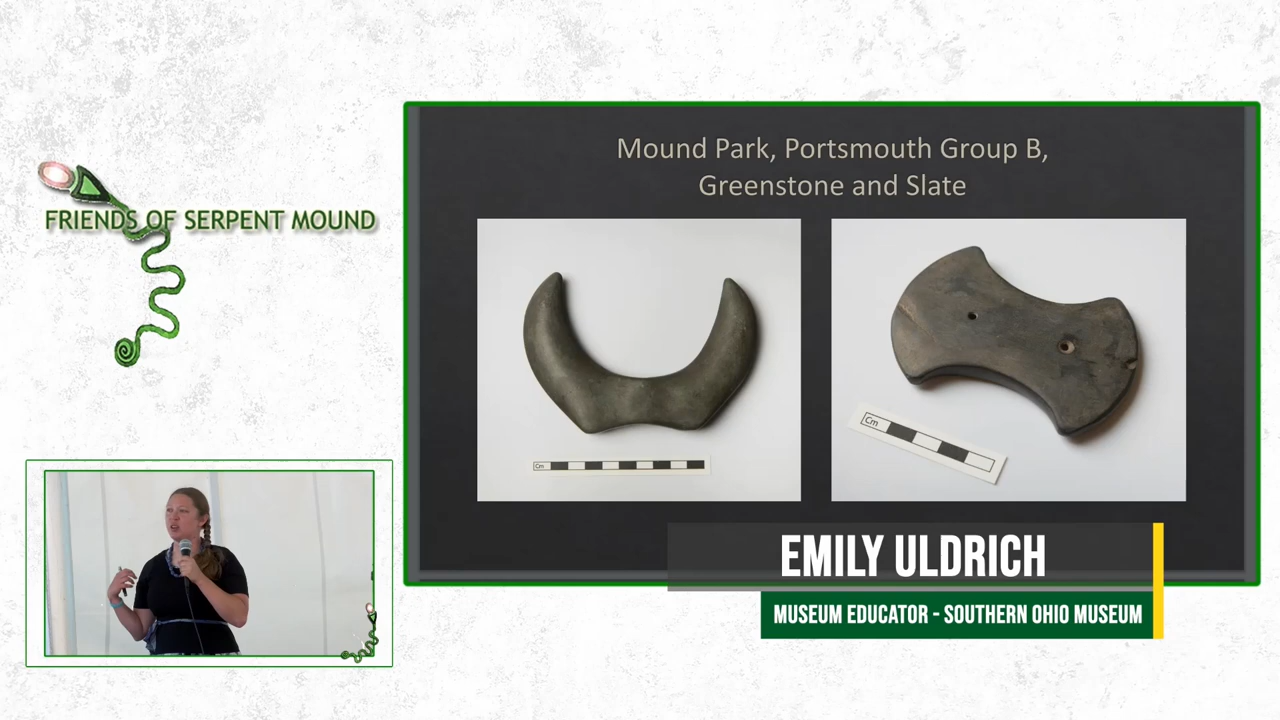 FRIENDS OF SERPENT MOUND
Mound Park, Portsmouth Group B,
Greenstone and Slate
Cm
Cm
EMILY ULDRICH
MUSEUM EDUCATOR - SOUTHERN OHIO MUSEUM